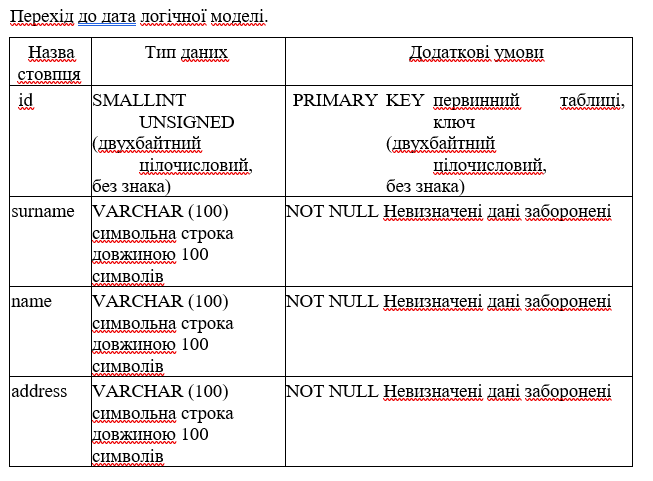 Перехід до дата логічної моделі.
Назва стовпця
Тип даних
Додаткові умови
id
SMALLINT
UNSIGNED
(двухбайтний
цілочисловий,
без знака)
PRIMARY KEY первинний таблиці,
ключ
(двухбайтний
цілочисловий,
без знака)
surname
VARCHAR (100)
символьна строка
довжиною 100
символів
NOT NULL Невизначені дані заборонені
name
VARCHAR (100)
символьна строка
довжиною 100
символів
NOT NULL Невизначені дані заборонені
address
VARCHAR (100)
символьна строка
довжиною 100
символів
NOT NULL Невизначені дані заборонені